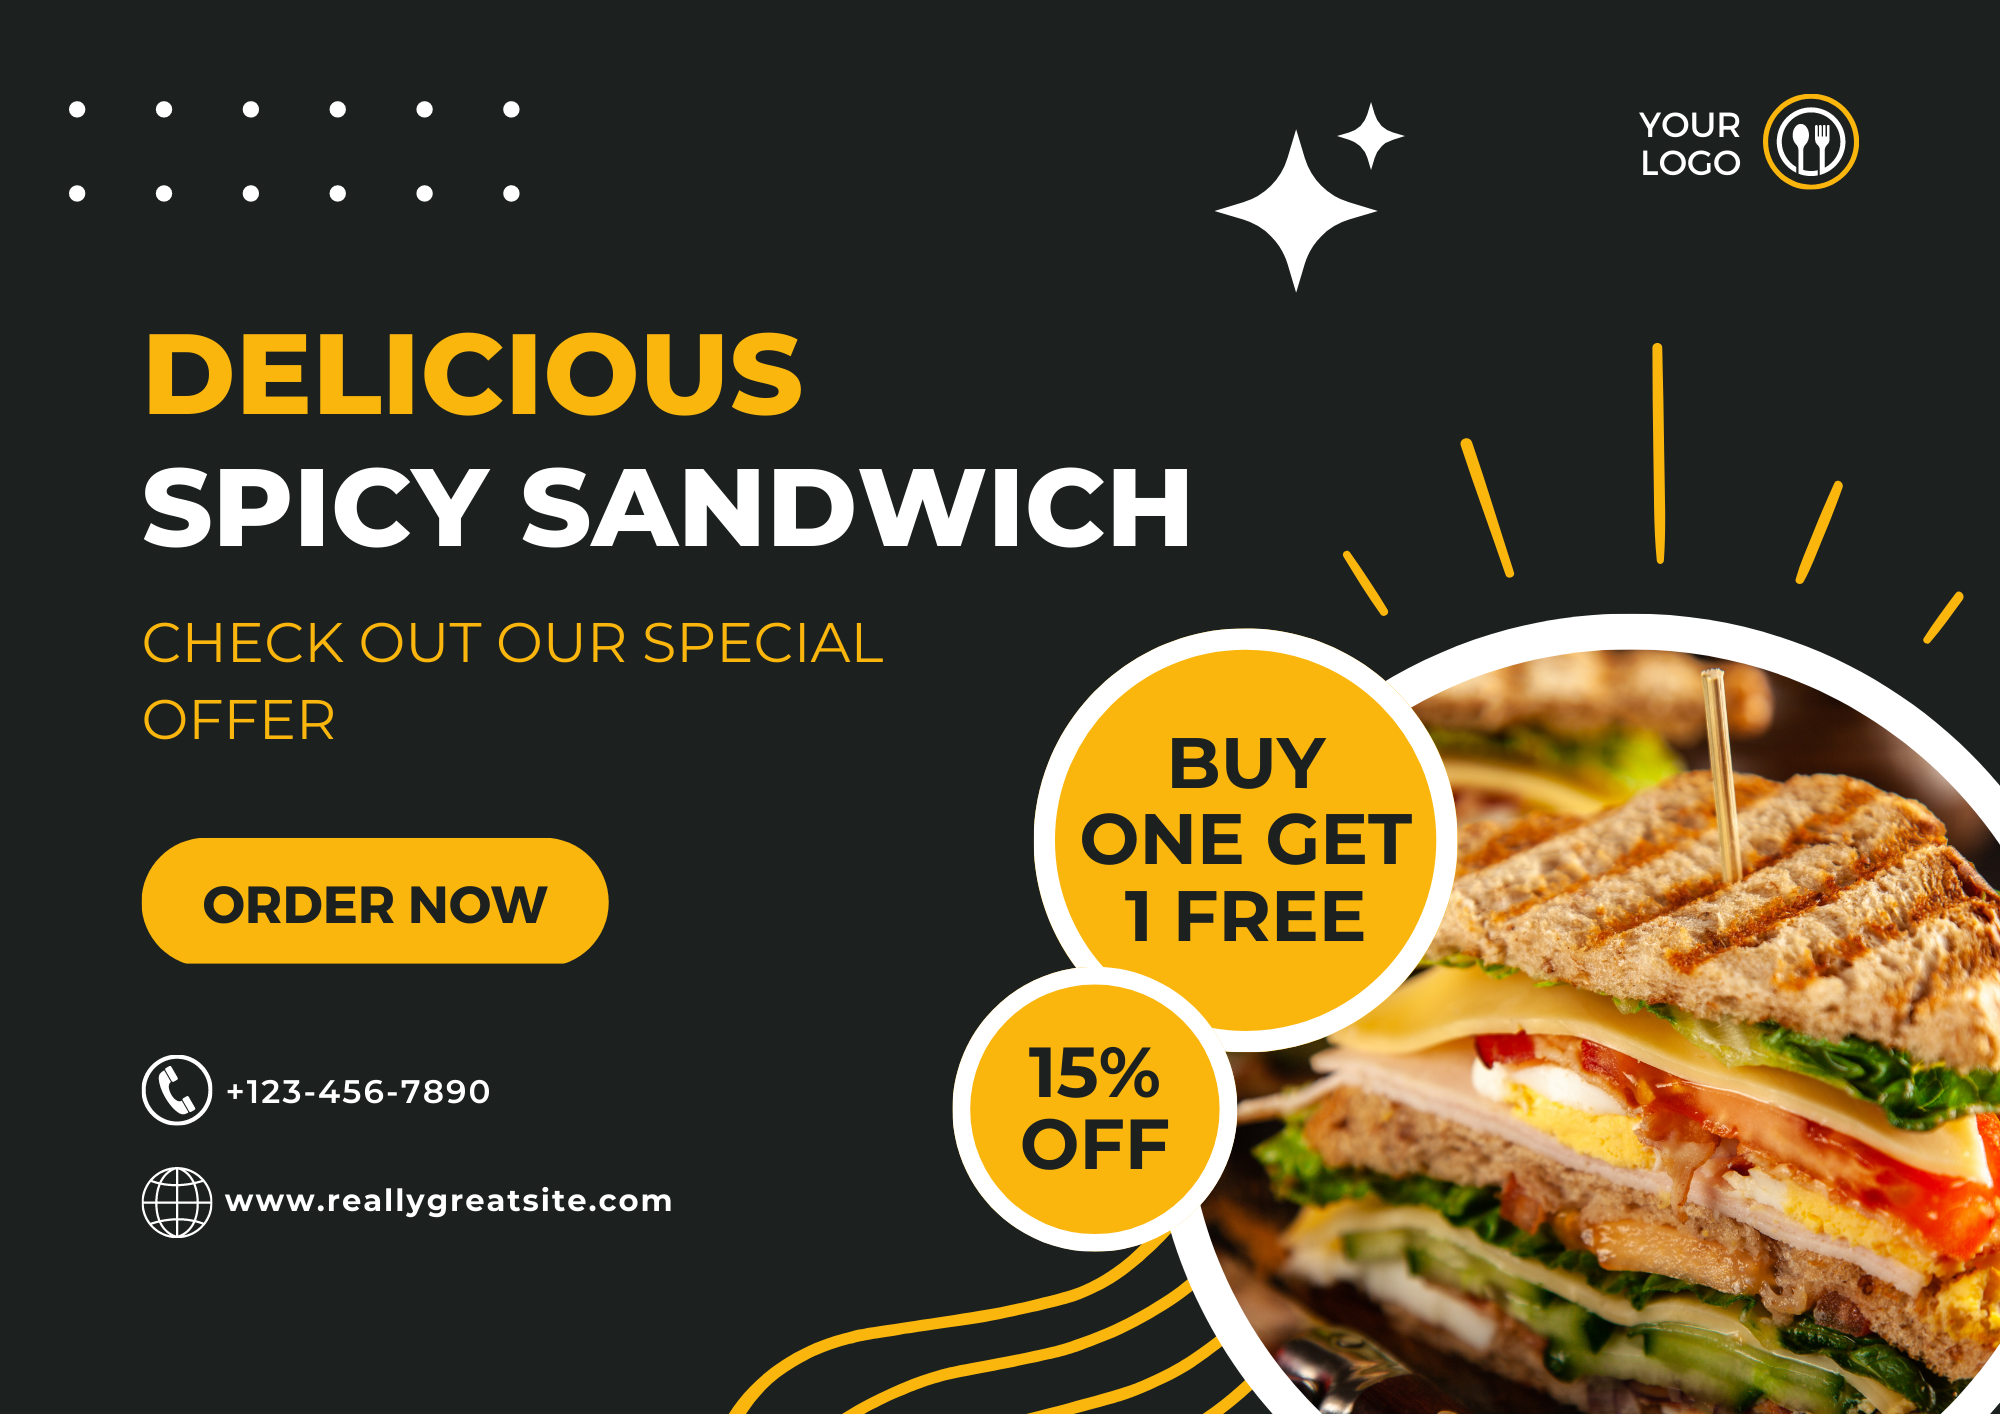 YOUR
LOGO
DELICIOUS
SPICY SANDWICH
CHECK OUT OUR SPECIAL
OFFER
BUY
ONE GET
1 FREE
ORDER NOW
15%
OFF
+123-456-7890
www.reallygreatsite.com